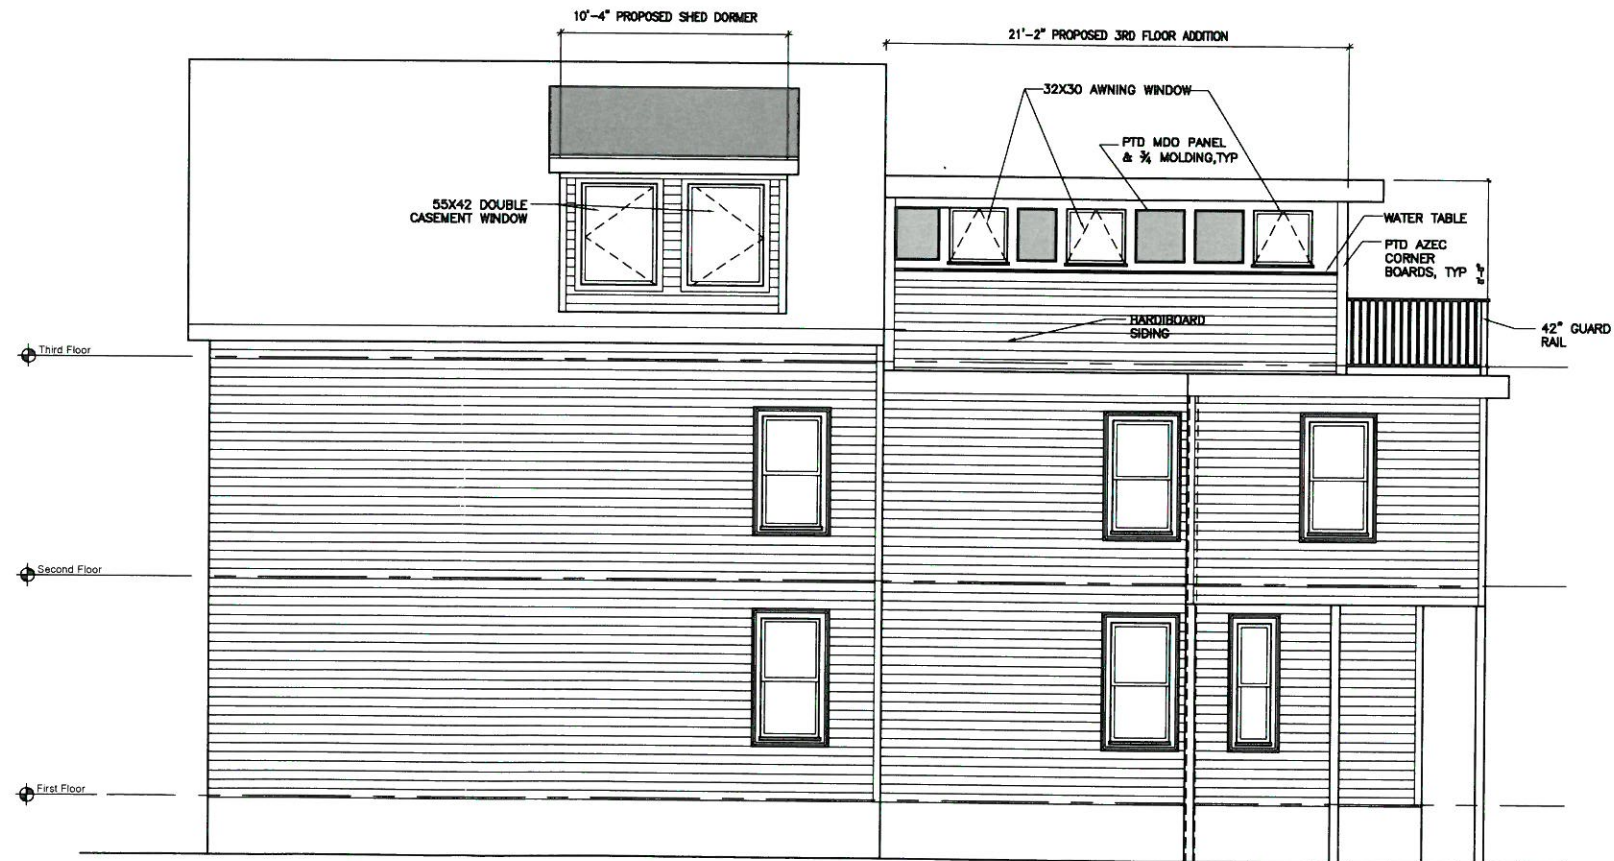 10'-4" PROPOSED SHED DORMER
21'-2" PROPOSED 3RD FLOOR ADDITION
32X30 AWNING WINDOW
PTD MDO PANEL
& ¾ MOLDING,TYP
55X42 DOUBLE
CASEMENT WINDOW
WATER TABLE
PTD AZEC
CORNER
BOARDS, TYP
HARDIBOARD
SIDING
42" GUARD
RAIL
Third Floor
Second Floor
First Floor